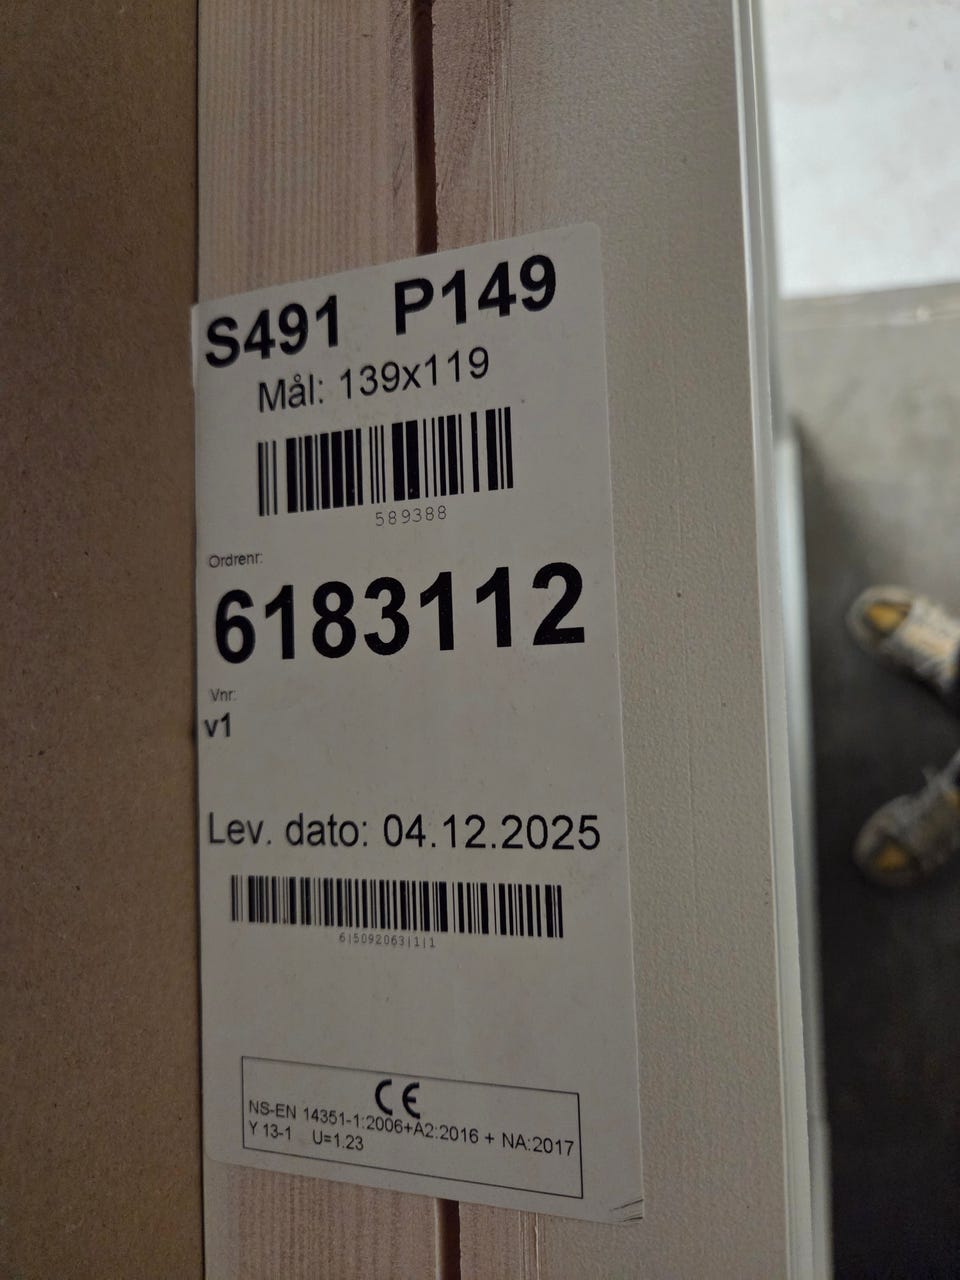 S491 P149
Mål: 139x119
589388
Ordrenr:
6183112
Vnr:
v1
Lev. dato: 04.12.2025
6|5092063|1|1
CE
NS-EN 14351-1:2006+A2:2016 + NA:2017
Y 13-1 U=1.23